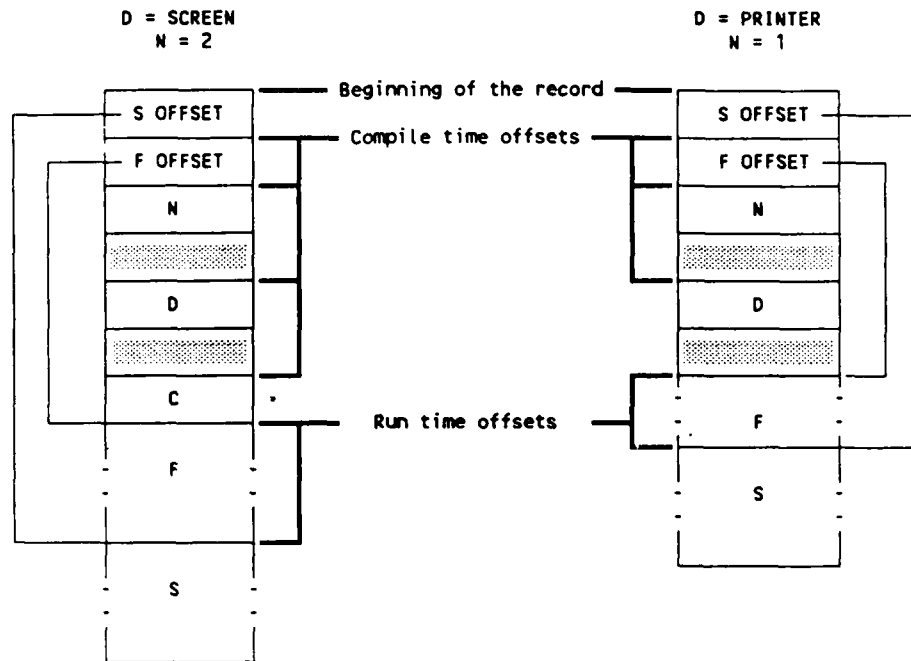 D = SCREEN
N = 2
D = PRINTER
N = 1
Beginning of the record
S OFFSET
S OFFSET
Compile time offsets
F OFFSET
F OFFSET
N
N
D
D
C
Run time offsets
F
F
S
S